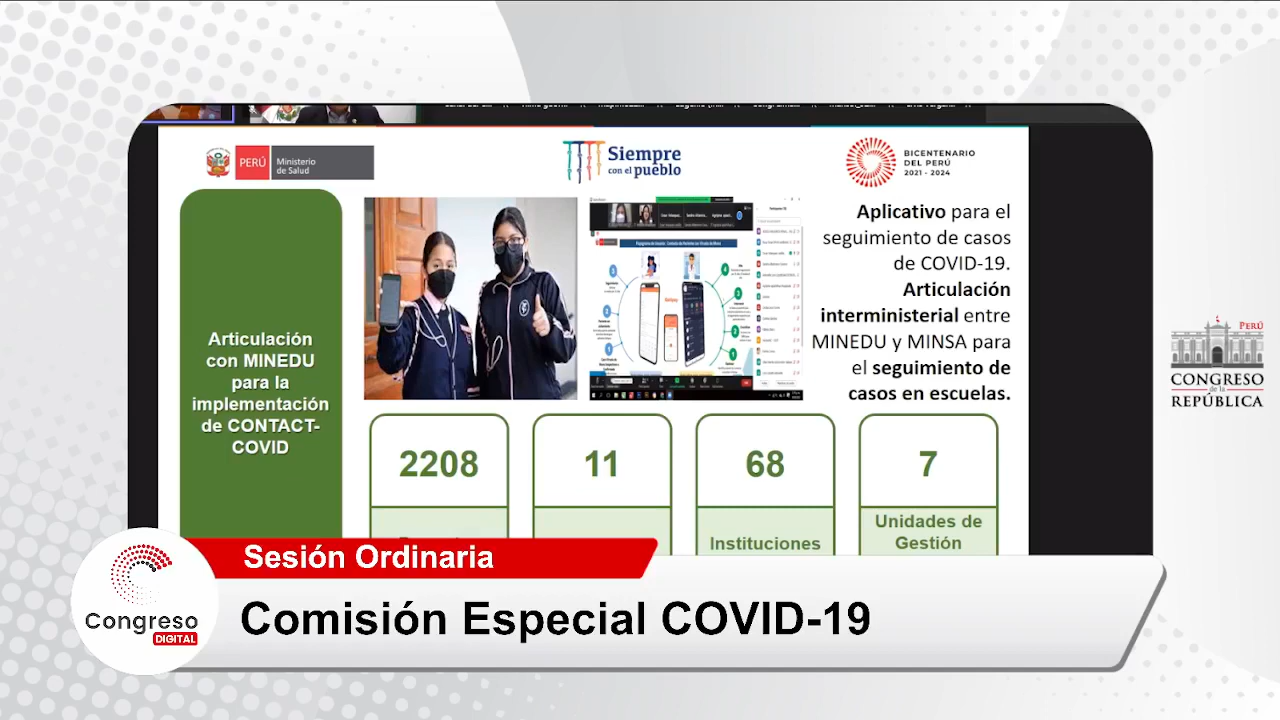 PERÚ
Ministerio
de Salud
Siempre
con el pueblo
BICENTENARIO
DEL PERÚ
2021 - 2024
Articulación
con MINEDU
para la
implementación
de CONTACT-
COVID
Aplicativo para el
seguimiento de casos
de COVID-19.
Articulación
interministerial entre
MINEDU y MINSA para
el seguimiento de
casos en escuelas.
2208
11
68
7
Instituciones
Unidades de
Gestión
PERÚ
CONGRESO
de la
REPÚBLICA
Sesión Ordinaria
Comisión Especial COVID-19
Congreso
DIGITAL